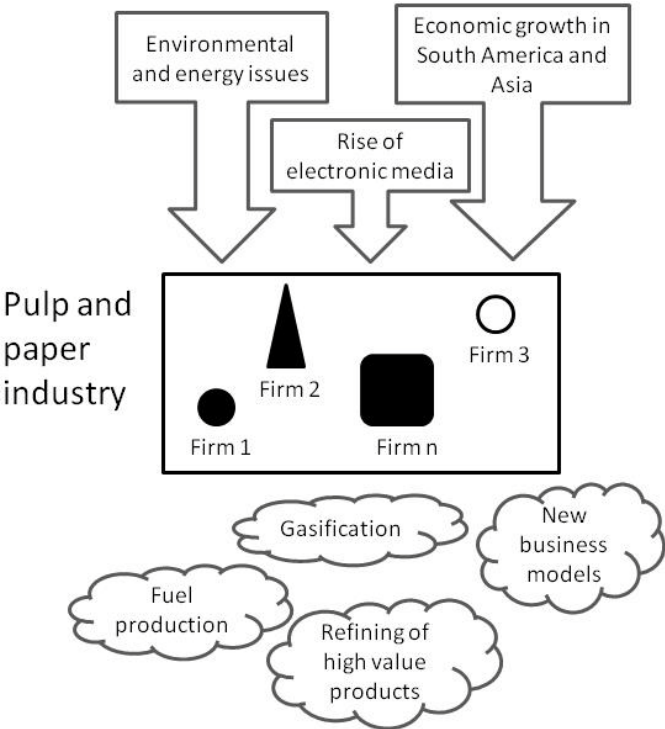 Environmental
and energy issues
Economic growth in
South America and
Asia
Rise of
electronic media
Pulp and
paper
industry
Firm 1
Firm 2
Firm n
Firm 3
Gasification
New
business
models
Fuel
production
Refining of
high value
products